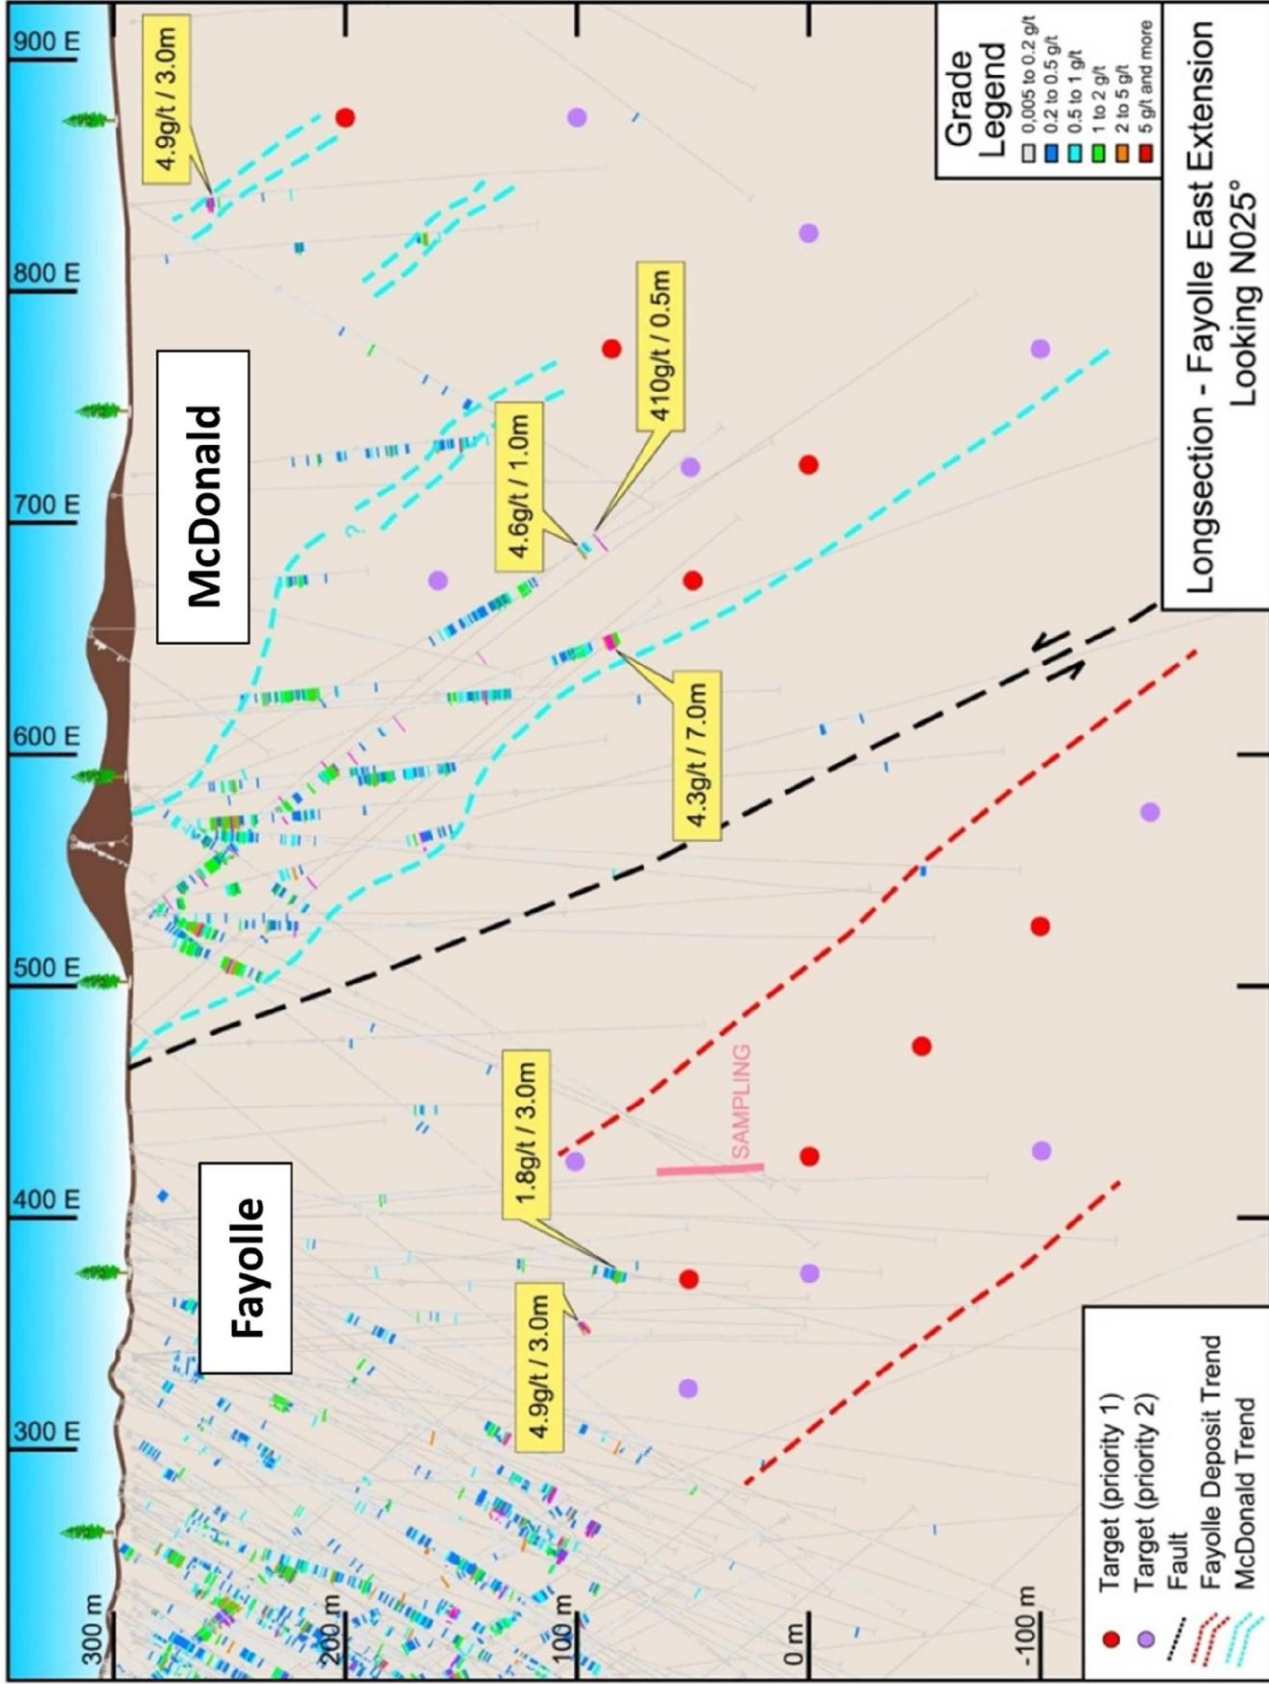 300 E
400 E
500 E
600 E
700 E
800 E
900 E
300 m
200 m
100 m
0 m
-100 m
Fayolle
McDonald
4.9g/t / 3.0m
4.6g/t / 1.0m
410g/t / 0.5m
4.3g/t / 7.0m
1.8g/t / 3.0m
4.9g/t / 3.0m
?
SAMPLING
Target (priority 1)
Target (priority 2)
Fault
Fayolle Deposit Trend
McDonald Trend
Grade
Legend
0,005 to 0.2 g/t
0.2 to 0.5 g/t
0.5 to 1 g/t
1 to 2 g/t
2 to 5 g/t
5 g/t and more
Longsection - Fayolle East Extension
Looking N025°